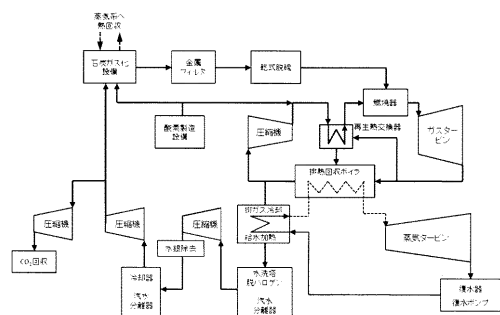 蒸気系へ
熱回収
石炭ガス化
設備
金属
フィルタ
乾式脱硫
燃焼器
酸素製造
設備
圧縮機
再生熱交換器
ガスター
ビン
排熱回収ボイラ
圧縮機
圧縮機
圧縮機
排ガス冷却
給水加熱
蒸気タービン
水銀除去
CO₂回収
冷却器
汽水
分離器
水洗塔
脱ハロゲン
汽水
分離器
復水器
復水ポンプ